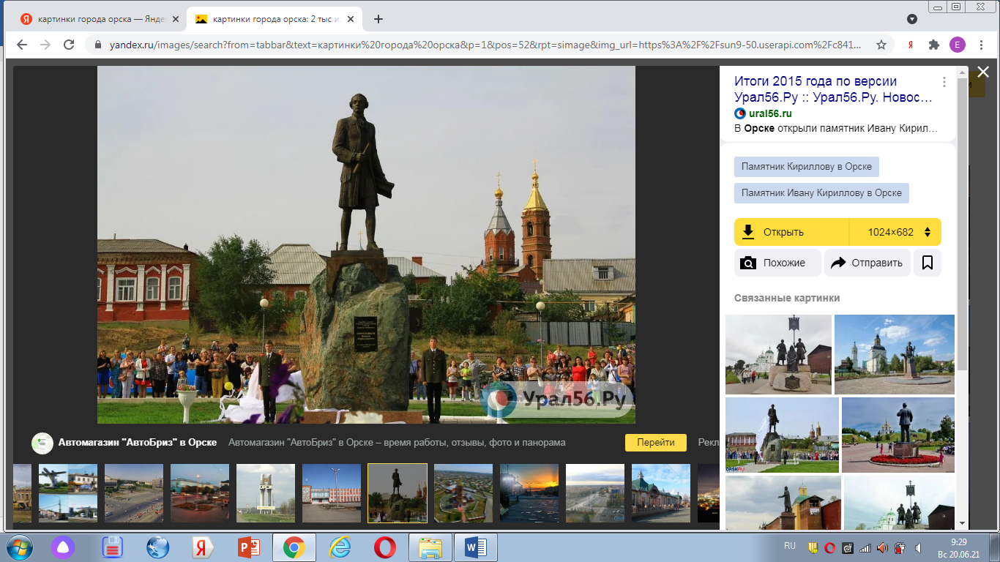 картинки города орска — Янде
картинки города орска: 2 тыс из
yandex.ru/images/search?from=tabbar&text=картинки%20города%20орска&p=1&pos=52&rpt=simage&img_url=https%3A%2F%2Fsun9-50.userapi.com%2Fc841...
Я
E
Итоги 2015 года по версии
Урал56.Ру :: Урал56.Ру. Новос...
ural56.ru
В Орске открыли памятник Ивану Кирил...
Памятник Кириллову в Орске
Памятник Ивану Кириллову в Орске
Открыть 1024×682
Похожие Отправить
Связанные картинки
Урал56.Ру
Автомагазин "АвтоБриз" в Орске Автомагазин "АвтоБриз" в Орске – время работы, отзывы, фото и панорама Перейти Рекл
RU
9:29
Вс 20.06.21